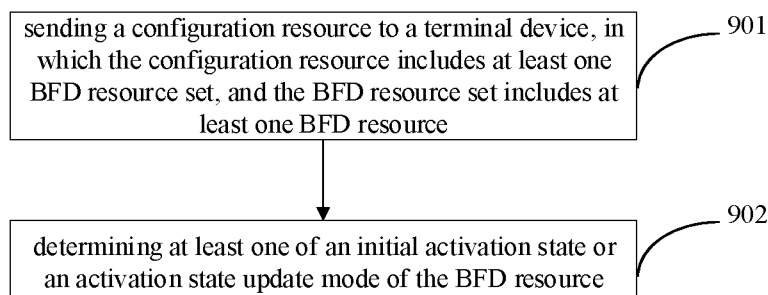 sending a configuration resource to a terminal device, in
which the configuration resource includes at least one
BFD resource set, and the BFD resource set includes at
least one BFD resource
901
determining at least one of an initial activation state or
an activation state update mode of the BFD resource
902